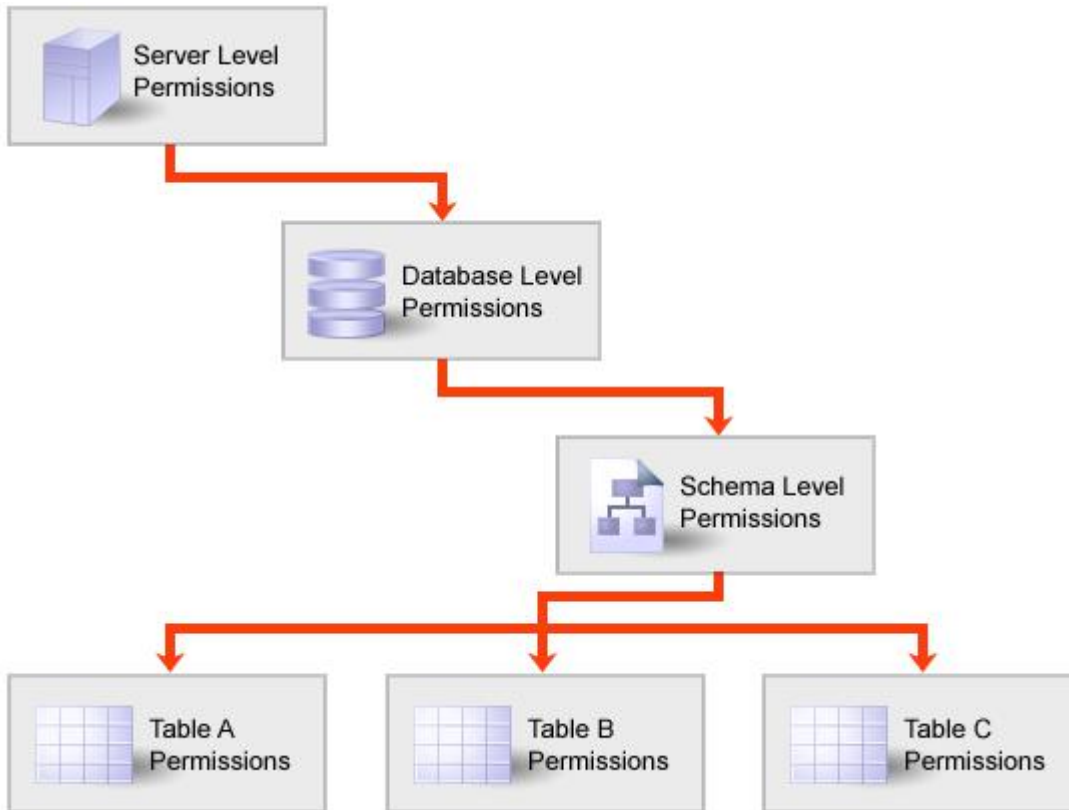 Server Level
Permissions
Database Level
Permissions
Schema Level
Permissions
Table A
Permissions
Table B
Permissions
Table C
Permissions